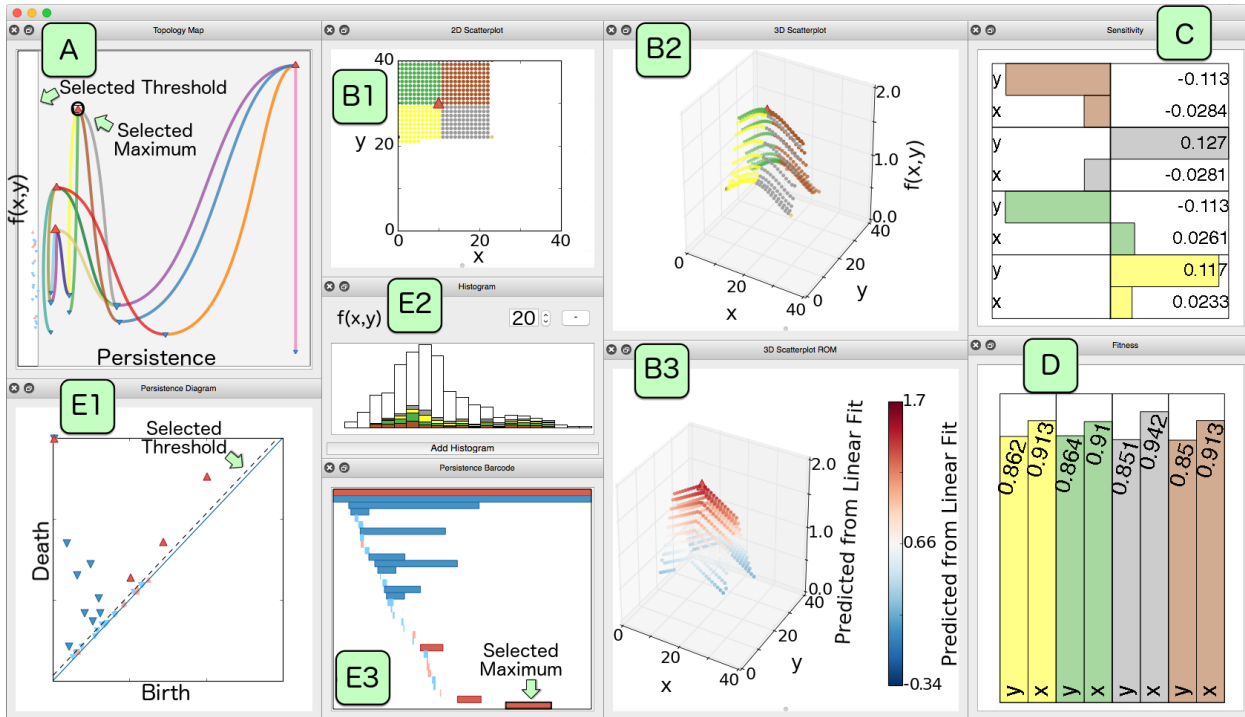 Topology Map
A
Selected Threshold
Selected
Maximum
f(x,y)
Persistence
2D Scatterplot
B1
40
20
0
y
0
20
40
x
Histogram
E2
f(x,y)
20
-
Add Histogram
3D Scatterplot
B2
2.0
1.0
0.0
f(x,y)
0
20
40
x
0
20
40
y
Sensitivity
C
y
-0.113
x
-0.0284
y
0.127
x
-0.0281
y
-0.113
x
0.0261
y
0.117
x
0.0233
Persistence Diagram
E1
Selected
Threshold
Death
Birth
Persistence Barcode
E3
Selected
Maximum
3D Scatterplot ROM
B3
2.0
1.0
0.0
Predicted from Linear Fit
0
20
40
x
0
20
40
y
1.7
0.66
-0.34
Predicted from Linear Fit
Fitness
D
0.862
0.913
0.864
0.91
0.851
0.942
0.85
0.913
y
x
y
x
y
x
y
x